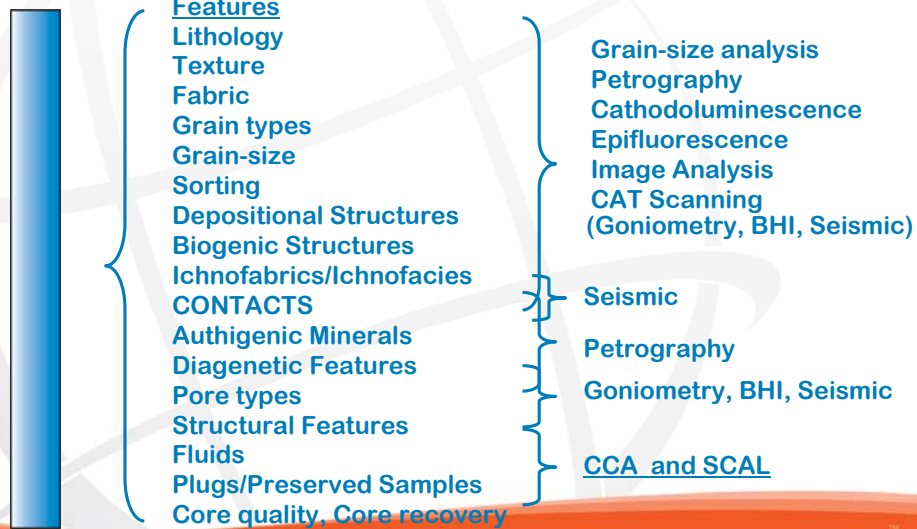 Features
Lithology
Texture
Fabric
Grain types
Grain-size
Sorting
Depositional Structures
Biogenic Structures
Ichnofabrics/Ichnofacies
CONTACTS
Authigenic Minerals
Diagenetic Features
Pore types
Structural Features
Fluids
Plugs/Preserved Samples
Core quality, Core recovery
Grain-size analysis
Petrography
Cathodoluminescence
Epifluorescence
Image Analysis
CAT Scanning
(Goniometry, BHI, Seismic)
Seismic
Petrography
Goniometry, BHI, Seismic
CCA and SCAL